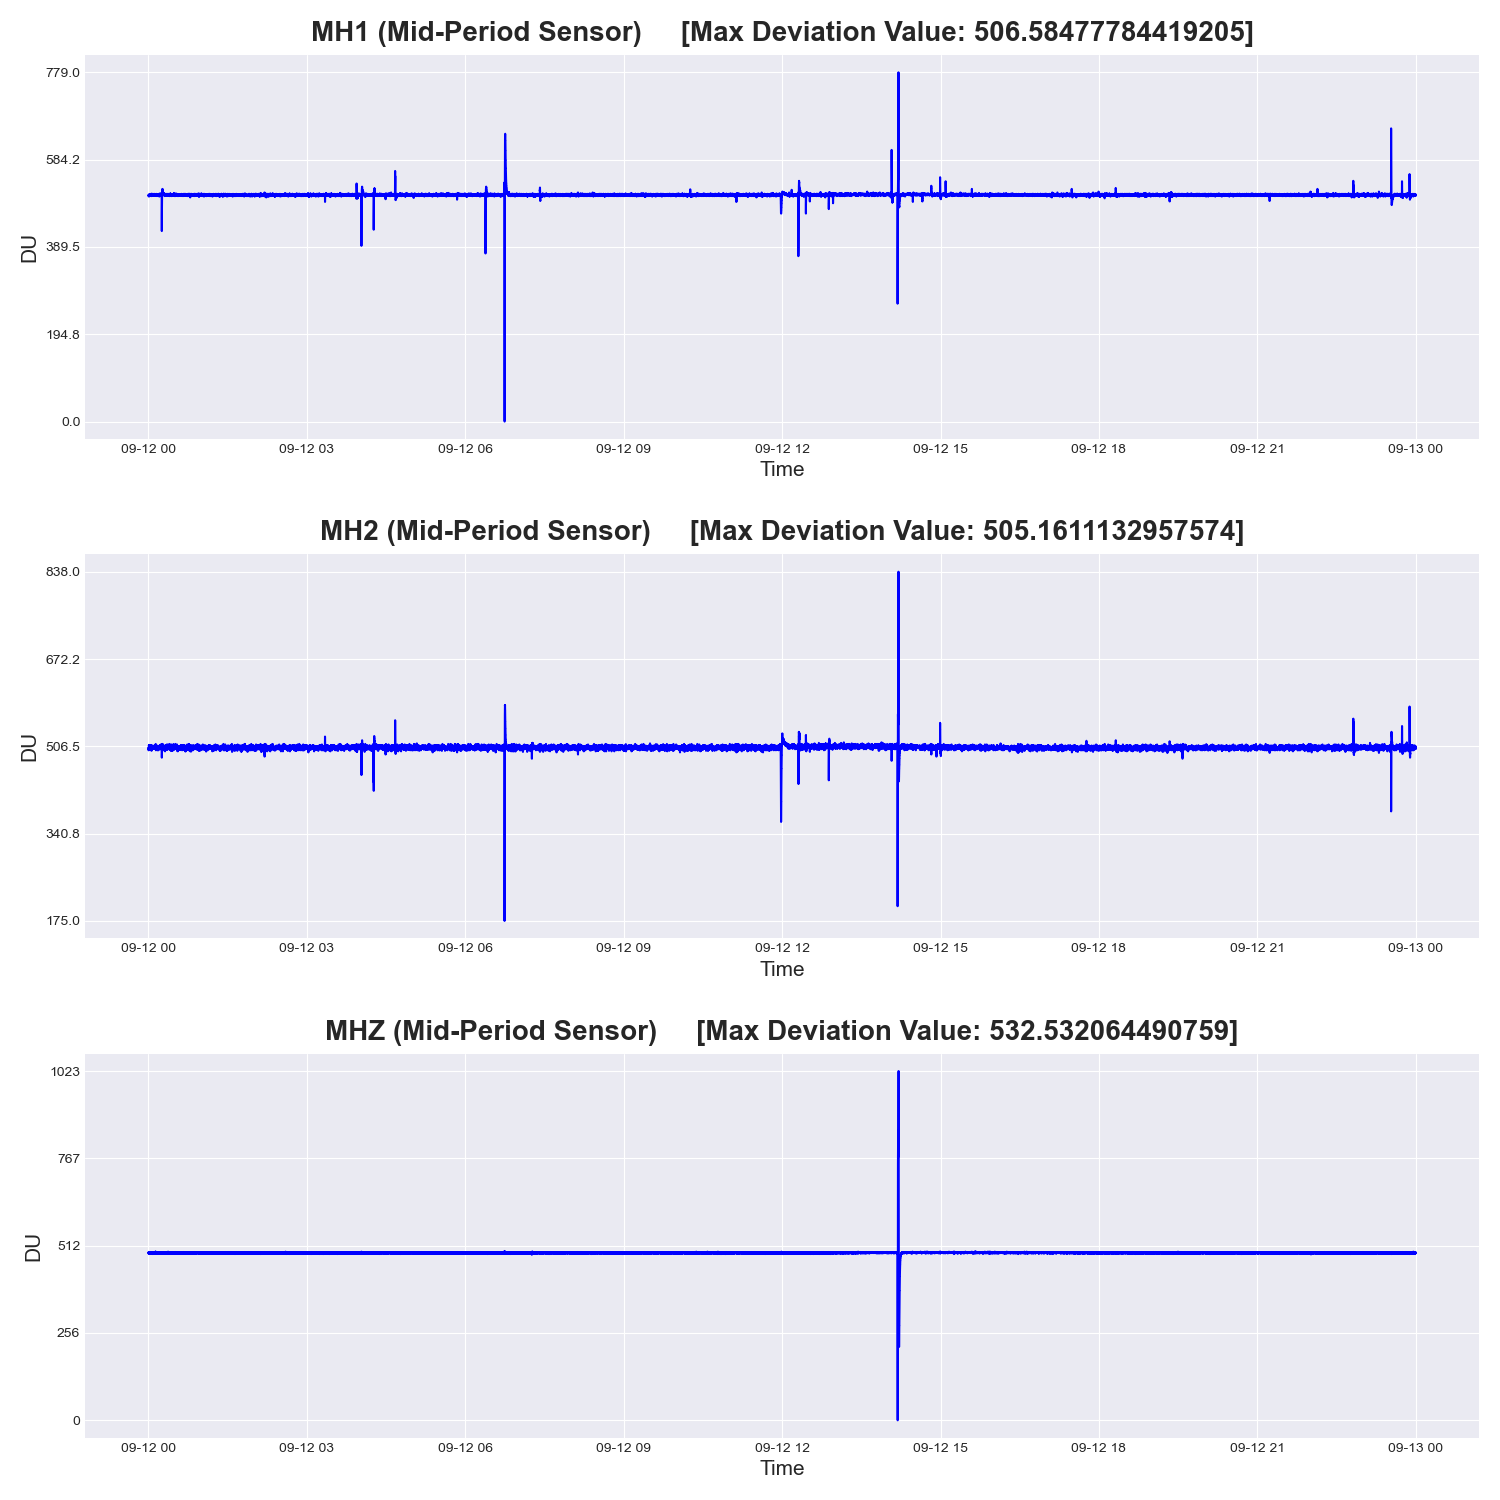 MH1 (Mid-Period Sensor) [Max Deviation Value: 506.58477784419205]
779.0
584.2
389.5
194.8
0.0
DU
09-12 00 09-12 03 09-12 06 09-12 09 09-12 12 09-12 15 09-12 18 09-12 21 09-13 00
Time
MH2 (Mid-Period Sensor) [Max Deviation Value: 505.1611132957574]
838.0
672.2
506.5
340.8
175.0
DU
09-12 00 09-12 03 09-12 06 09-12 09 09-12 12 09-12 15 09-12 18 09-12 21 09-13 00
Time
MHZ (Mid-Period Sensor) [Max Deviation Value: 532.532064490759]
1023
767
512
256
0
DU
09-12 00 09-12 03 09-12 06 09-12 09 09-12 12 09-12 15 09-12 18 09-12 21 09-13 00
Time